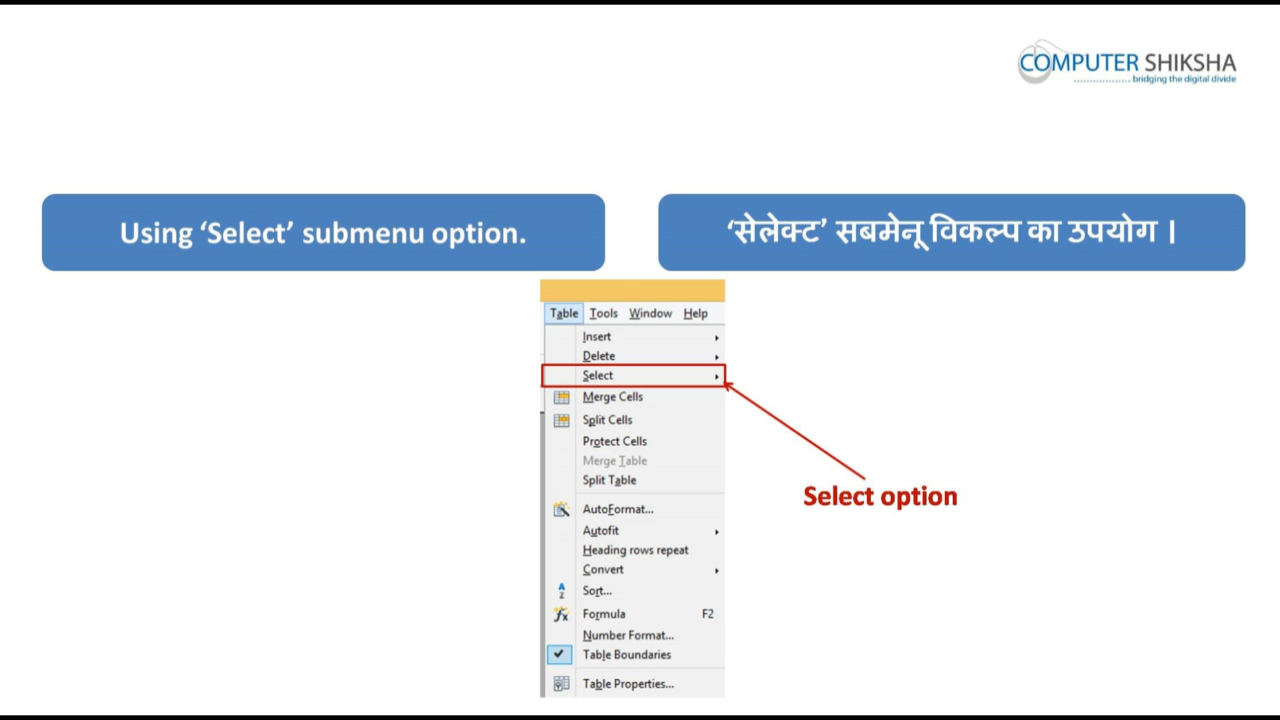 COMPUTER SHIKSHA
bridging the digital divide
Using ‘Select’ submenu option.
‘सेलेक्ट’ सबमेनू विकल्प का उपयोग ।
Table Tools Window Help
Insert
Delete
Select
Merge Cells
Split Cells
Protect Cells
Merge Table
Split Table
Select option
AutoFormat...
Autofit
Heading rows repeat
Convert
Sort...
Formula F2
Number Format...
Table Boundaries
Table Properties...